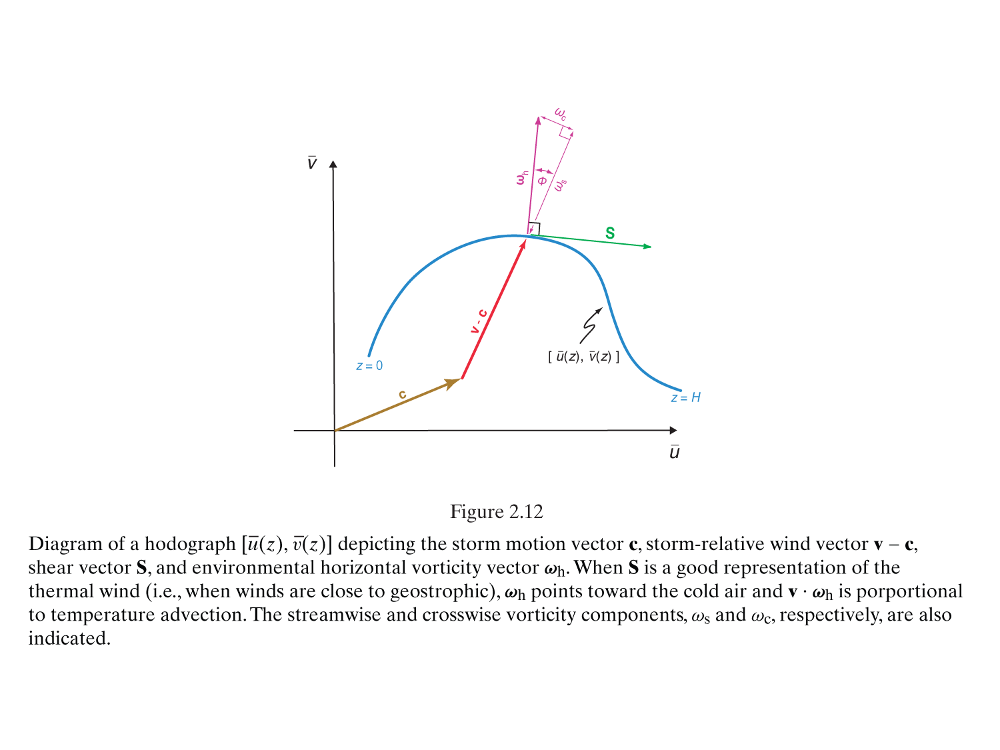 ω_c
v̄
ω_h
Φ
ω_s
S
v - c
[ ū(z), v̄(z) ]
z = 0
c
z = H
ū
Figure 2.12
Diagram of a hodograph [ū(z), v̄(z)] depicting the storm motion vector c, storm-relative wind vector v – c,
shear vector S, and environmental horizontal vorticity vector ω_h. When S is a good representation of the
thermal wind (i.e., when winds are close to geostrophic), ω_h points toward the cold air and v · ω_h is porportional
to temperature advection. The streamwise and crosswise vorticity components, ω_s and ω_c, respectively, are also
indicated.